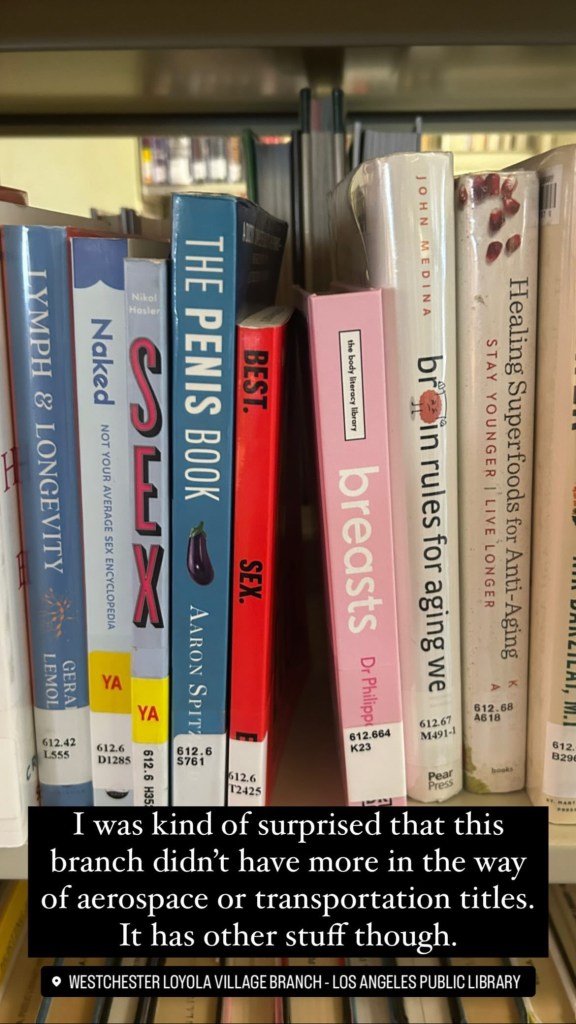 LYMPH & LONGEVITY
612.42
L555
Naked
NOT YOUR AVERAGE SEX ENCYCLOPEDIA
YA
612.6
D1285
Nikol
Hasler
SEX
YA
612.6 H35
THE PENIS BOOK
AARON SPITZ
612.6
S761
BEST.
SEX.
612.6
T2425
the body literacy library
breasts
Dr Philipp
612.664
K23
JOHN MEDINA
br in rules for aging we
612.67
M491-1
Pear
Press
Healing Superfoods for Anti-Aging
STAY YOUNGER | LIVE LONGER
K
A
612.68
A618
books
612.
B296
I was kind of surprised that this
branch didn't have more in the way
of aerospace or transportation titles.
It has other stuff though.
WESTCHESTER LOYOLA VILLAGE BRANCH - LOS ANGELES PUBLIC LIBRARY